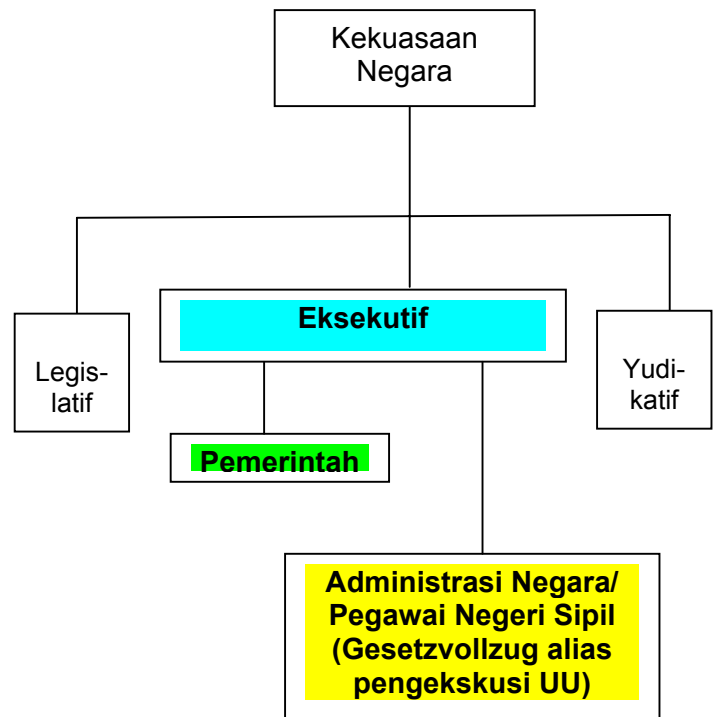 Kekuasaan
Negara
Eksekutif
Legis-
latif
Yudi-
katif
Pemerintah
Administrasi Negara/
Pegawai Negeri Sipil
(Gesetzvollzug alias
pengekskusi UU)